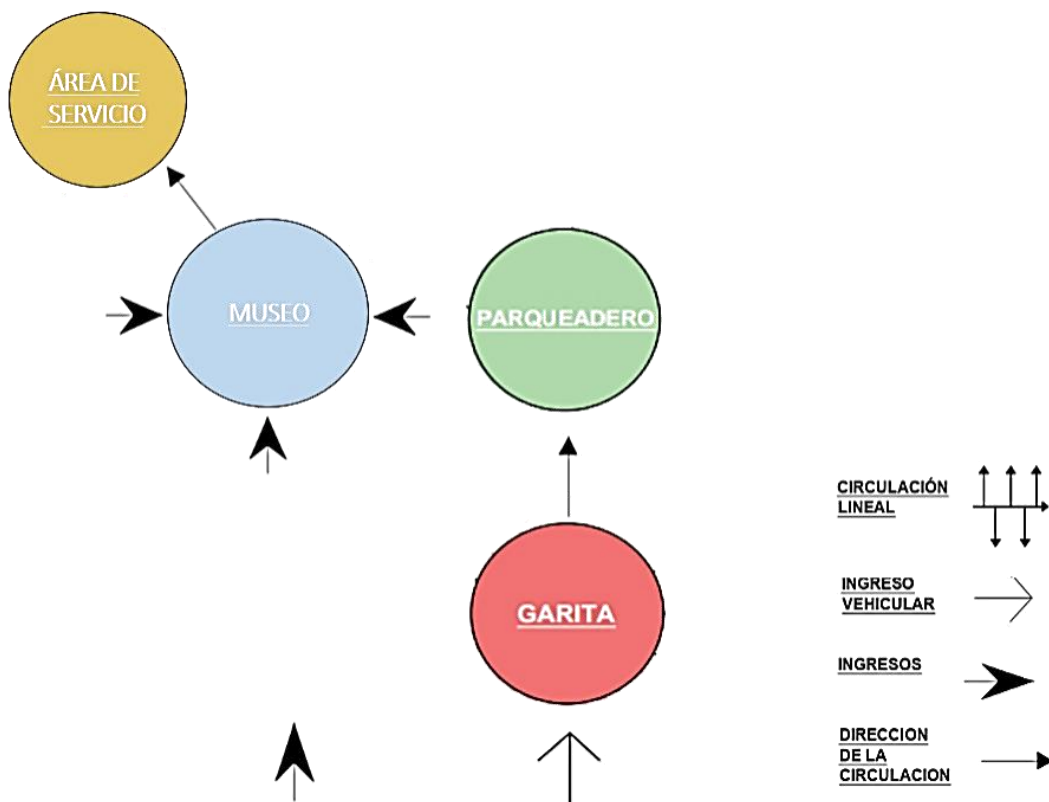 ÁREA DE
SERVICIO
MUSEO
PARQUEADERO
GARITA
CIRCULACIÓN
LINEAL
INGRESO
VEHICULAR
INGRESOS
DIRECCION
DE LA
CIRCULACION